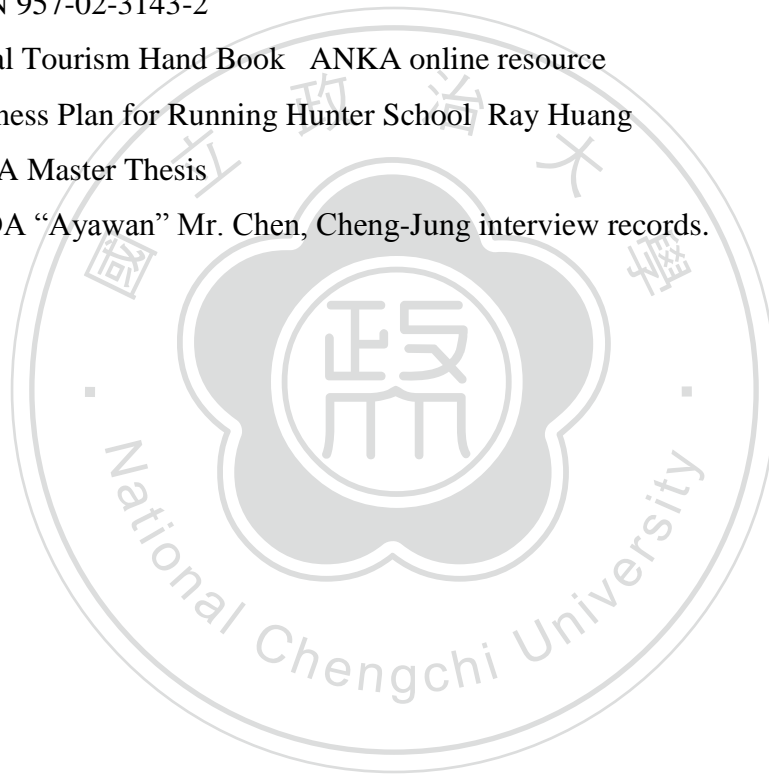 N 957-02-3143-2
al Tourism Hand Book ANKA online resource
ness Plan for Running Hunter School Ray Huang
A Master Thesis
DA “Ayawan” Mr. Chen, Cheng-Jung interview records.
國立政治大學
政
National Chengchi University